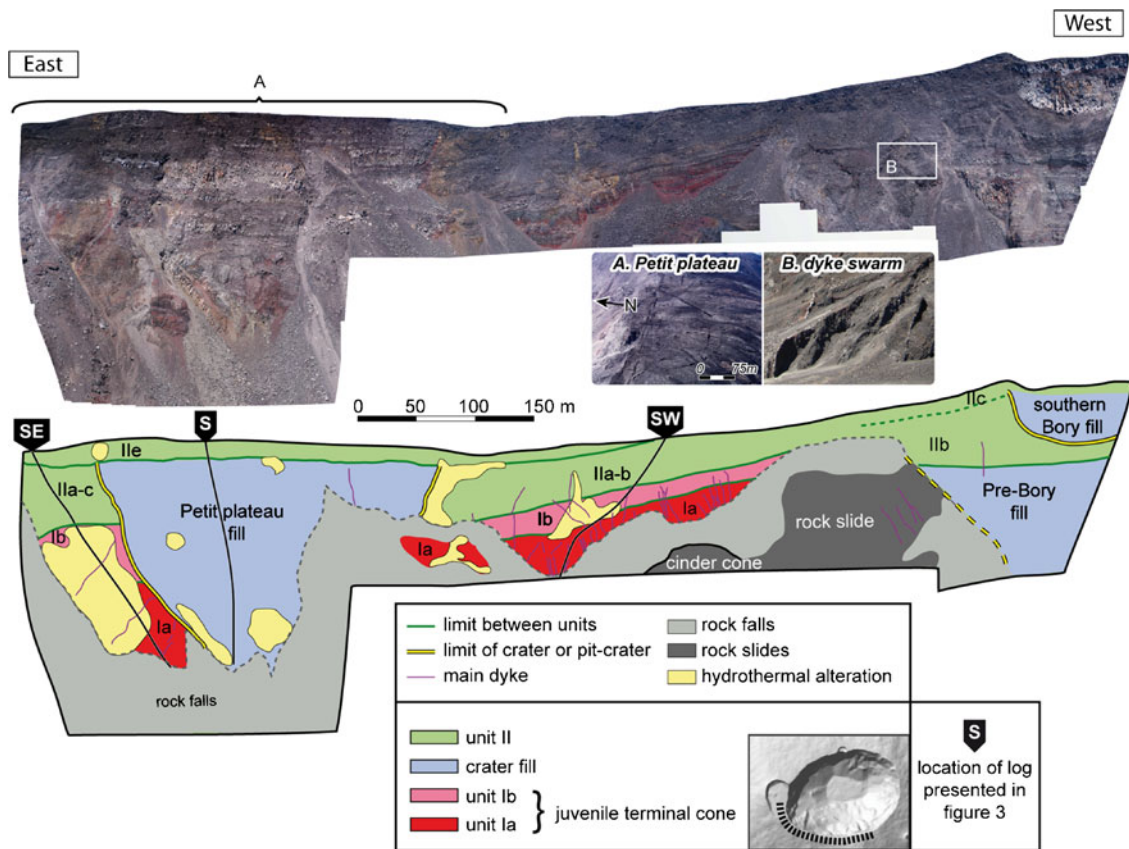 West
East
A
B
A. Petit plateau
B. dyke swarm
N
0 75m
0 50 100 150 m
SE
S
SW
IIe
IIa-c
Petit plateau
fill
Ib
Ia
rock falls
Ia
IIa-b
Ib
Ia
cinder cone
rock slide
IIc
IIb
southern
Bory fill
Pre-Bory
fill
limit between units
limit of crater or pit-crater
main dyke
rock falls
rock slides
hydrothermal alteration
unit II
crater fill
unit Ib
unit Ia
juvenile terminal cone
S
location of log
presented in
figure 3